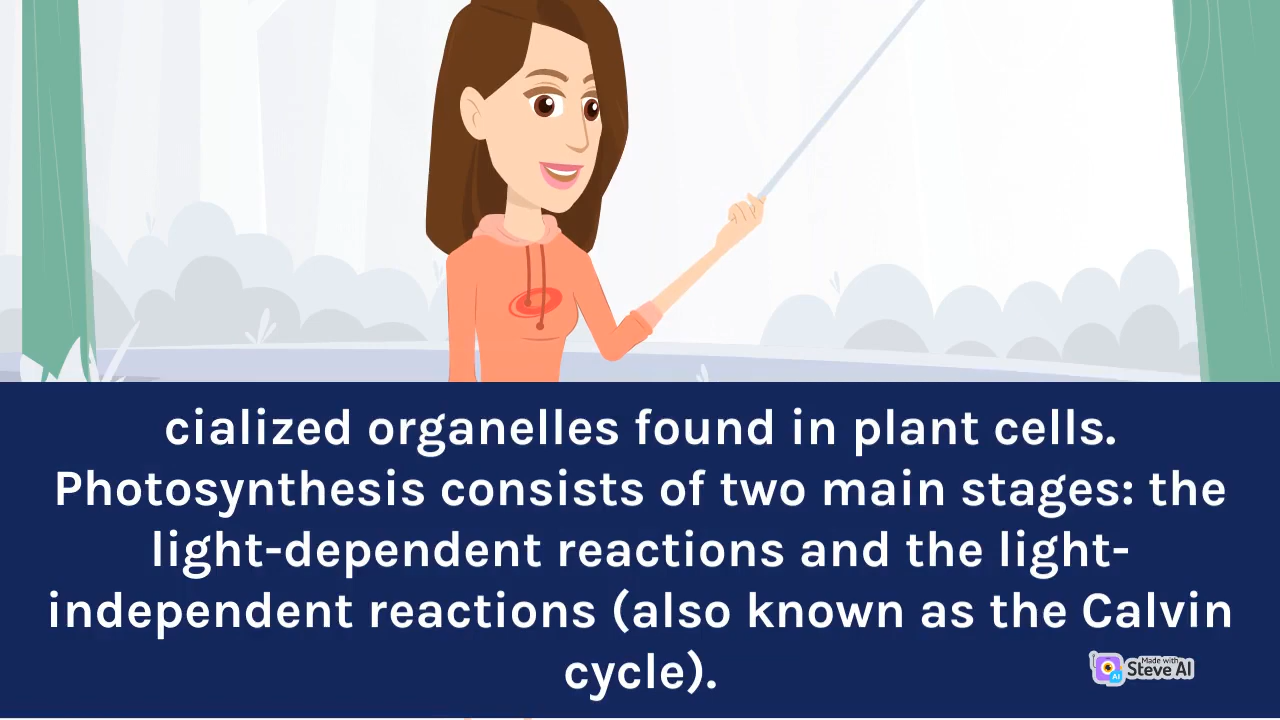 cialized organelles found in plant cells.
Photosynthesis consists of two main stages: the
light-dependent reactions and the light-
independent reactions (also known as the Calvin
cycle).
Made with
Steve AI
AI